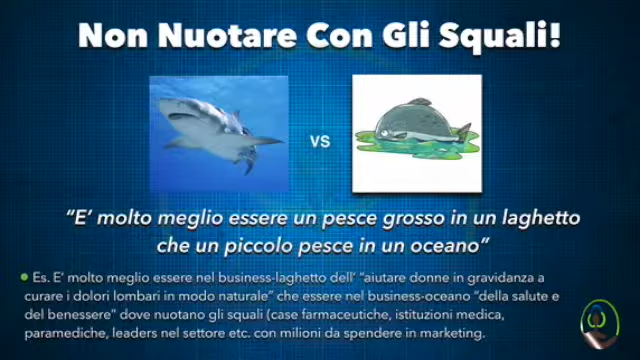 Non Nuotare Con Gli Squali!
vs
“E’ molto meglio essere un pesce grosso in un laghetto
che un piccolo pesce in un oceano”
• Es. E’ molto meglio essere nel business-laghetto dell’ “aiutare donne in gravidanza a
curare i dolori lombari in modo naturale” che essere nel business-oceano “della salute e
del benessere” dove nuotano gli squali (case farmaceutiche, istituzioni medica,
paramediche, leaders nel settore etc. con milioni da spendere in marketing.